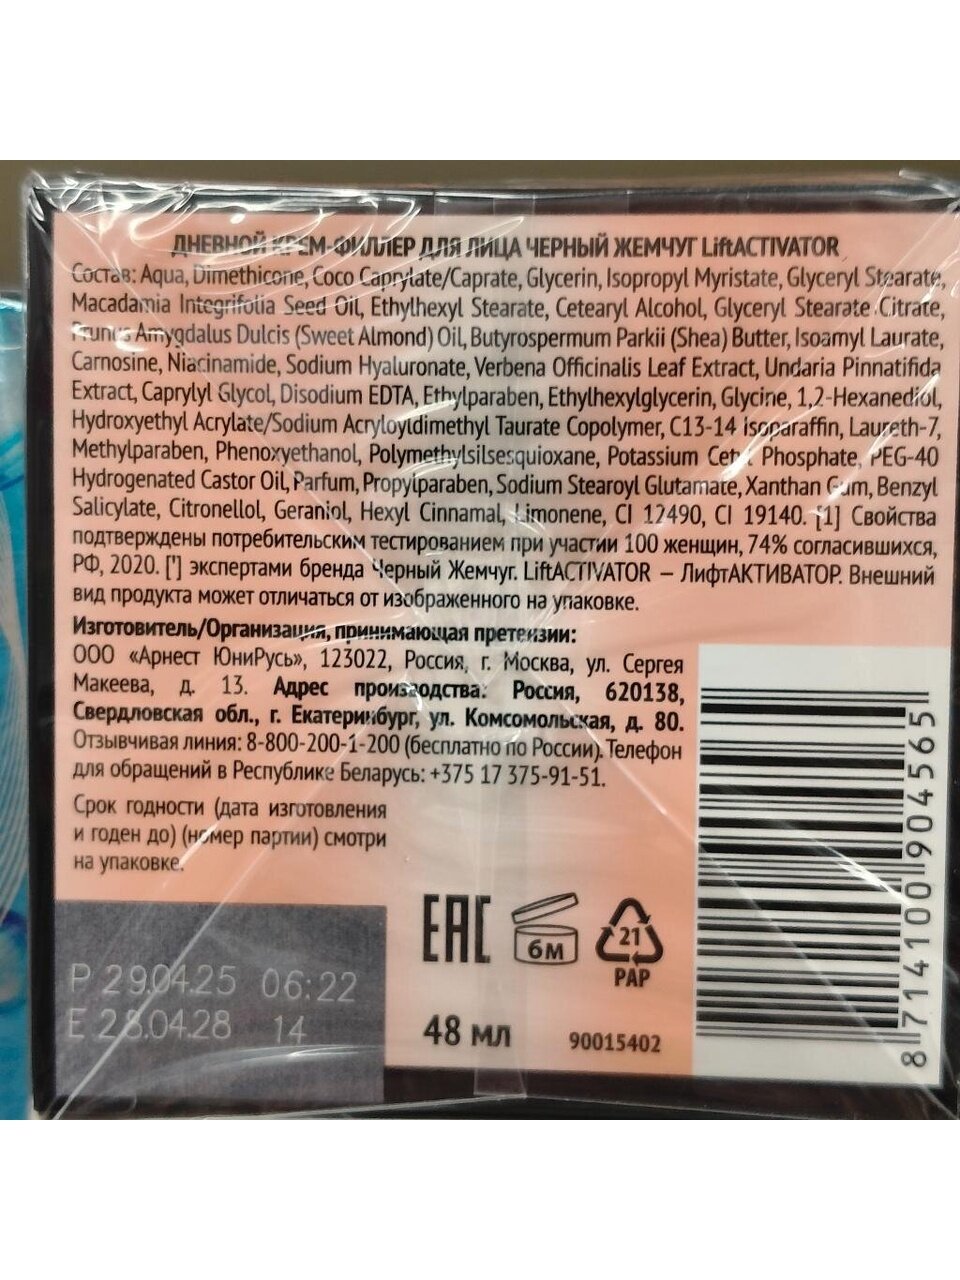 ДНЕВНОЙ КРЕМ-ФИЛЛЕР ДЛЯ ЛИЦА ЧЕРНЫЙ ЖЕМЧУГ LiftACTIVATOR
Состав: Aqua, Dimethicone, Coco Caprylate/Caprate, Glycerin, Isopropyl Myristate, Glyceryl Stearate,
Macadamia Integrifolia Seed Oil, Ethylhexyl Stearate, Cetearyl Alcohol, Glyceryl Stearate Citrate,
Prunus Amygdalus Dulcis (Sweet Almond) Oil, Butyrospermum Parkii (Shea) Butter, Isoamyl Laurate,
Carnosine, Niacinamide, Sodium Hyaluronate, Verbena Officinalis Leaf Extract, Undaria Pinnatifida
Extract, Caprylyl Glycol, Disodium EDTA, Ethylparaben, Ethylhexylglycerin, Glycine, 1,2-Hexanediol,
Hydroxyethyl Acrylate/Sodium Acryloyldimethyl Taurate Copolymer, C13-14 isoparaffin, Laureth-7,
Methylparaben, Phenoxyethanol, Polymethylsilsesquioxane, Potassium Cetyl Phosphate, PEG-40
Hydrogenated Castor Oil, Parfum, Propylparaben, Sodium Stearoyl Glutamate, Xanthan Gum, Benzyl
Salicylate, Citronellol, Geraniol, Hexyl Cinnamal, Limonene, CI 12490, CI 19140. [1] Свойства
подтверждены потребительским тестированием при участии 100 женщин, 74% согласившихся,
РФ, 2020. ['] экспертами бренда Черный Жемчуг. LiftACTIVATOR – ЛифтАКТИВАТОР. Внешний
вид продукта может отличаться от изображенного на упаковке.
Изготовитель/Организация, принимающая претензии:
ООО «Арнест ЮниРусь», 123022, Россия, г. Москва, ул. Сергея
Макеева, д. 13. Адрес производства: Россия, 620138,
Свердловская обл., г. Екатеринбург, ул. Комсомольская, д. 80.
Отзывчивая линия: 8-800-200-1-200 (бесплатно по России). Телефон
для обращений в Республике Беларусь: +375 17 375-91-51.
Срок годности (дата изготовления
и годен до) (номер партии) смотри
на упаковке.
P 29.04.25 06:22
E 28.04.28 14
EAC
6м
21
PAP
48 мл
90015402
8 714100 904565